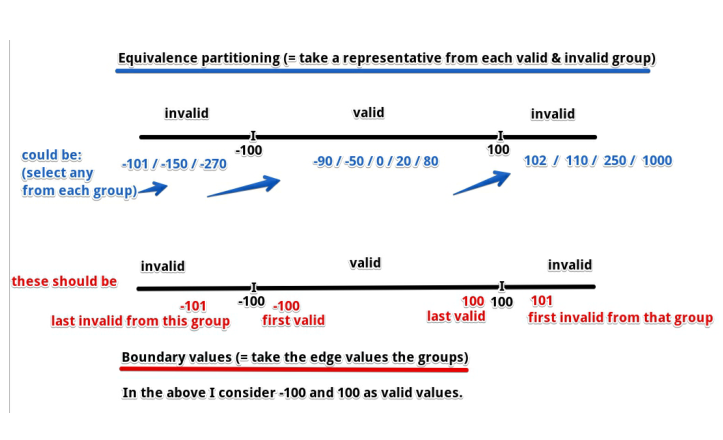 Equivalence partitioning (= take a representative from each valid & invalid group)
invalid valid invalid
I I
-100 100
could be: -101 / -150 / -270 -90 / -50 / 0 / 20 / 80 102 / 110 / 250 / 1000
(select any
from each group)
invalid valid invalid
these should be
I I
-101 -100 -100 100 100 101
last invalid from this group first valid last valid first invalid from that group
Boundary values (= take the edge values the groups)
In the above I consider -100 and 100 as valid values.